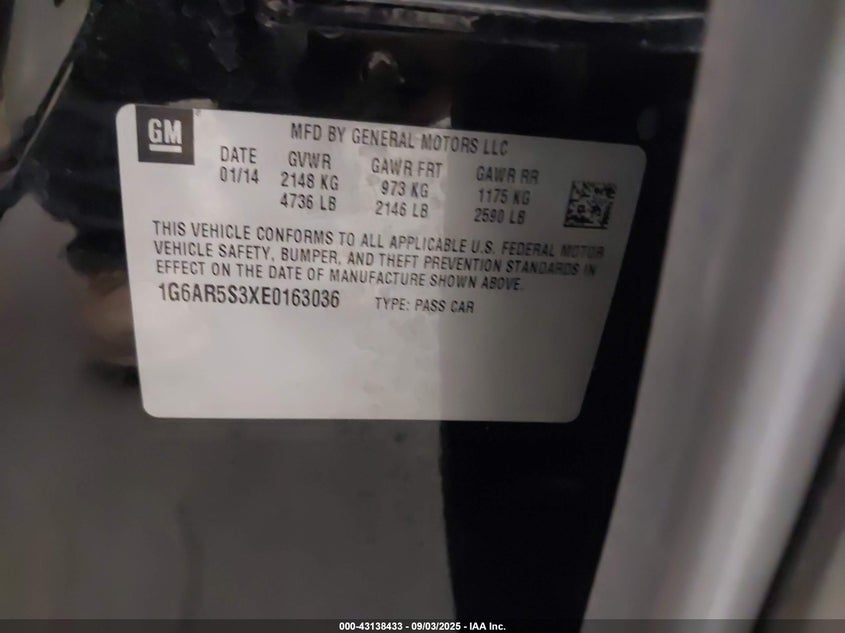 GM
MFD BY GENERAL MOTORS LLC
DATE GVWR GAWR FRT GAWR RR
01/14 2148 KG 973 KG 1175 KG
4736 LB 2146 LB 2590 LB
THIS VEHICLE CONFORMS TO ALL APPLICABLE U.S. FEDERAL MOTOR
VEHICLE SAFETY, BUMPER, AND THEFT PREVENTION STANDARDS IN
EFFECT ON THE DATE OF MANUFACTURE SHOWN ABOVE.
1G6AR5S3XE0163036 TYPE: PASS CAR
000-43138433 - 09/03/2025 - IAA Inc.